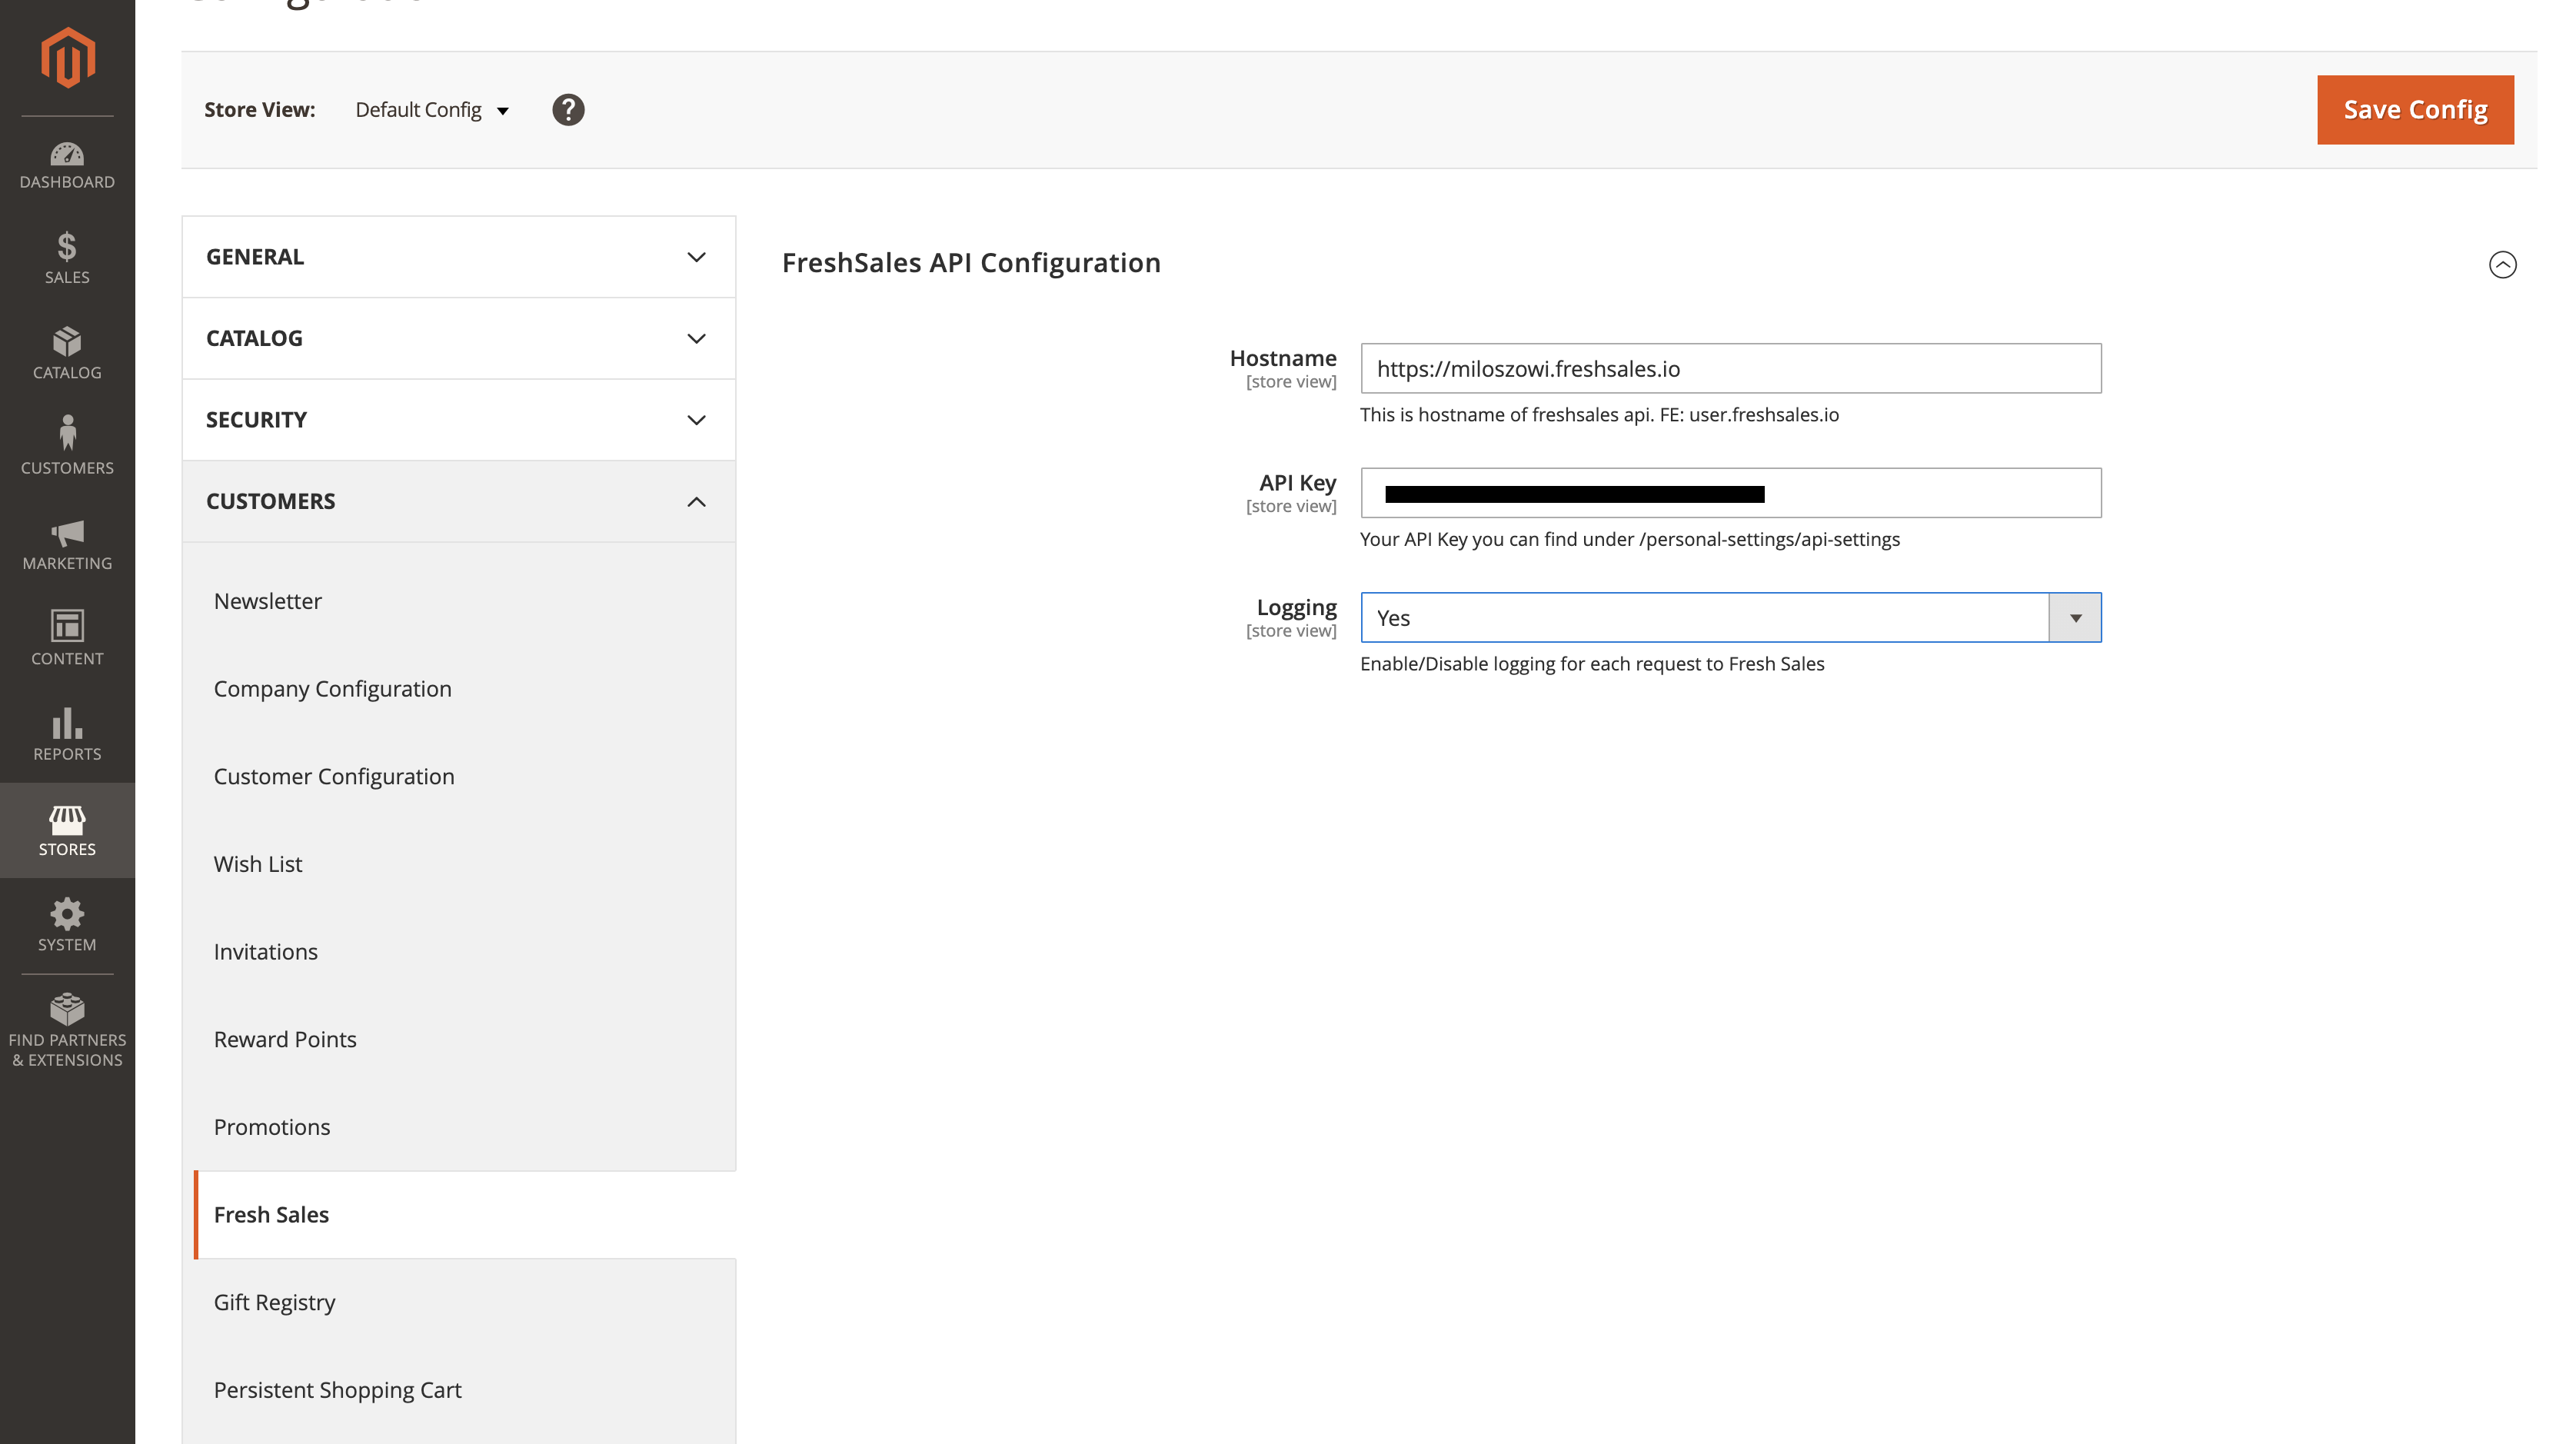 Store View:
Default Config
?
Save Config
DASHBOARD
SALES
CATALOG
CUSTOMERS
MARKETING
CONTENT
REPORTS
STORES
SYSTEM
FIND PARTNERS
& EXTENSIONS
GENERAL
CATALOG
SECURITY
CUSTOMERS
Newsletter
Company Configuration
Customer Configuration
Wish List
Invitations
Reward Points
Promotions
Fresh Sales
Gift Registry
Persistent Shopping Cart
FreshSales API Configuration
Hostname
[store view]
https://miloszowi.freshsales.io
This is hostname of freshsales api. FE: user.freshsales.io
API Key
[store view]
Your API Key you can find under /personal-settings/api-settings
Logging
[store view]
Yes
Enable/Disable logging for each request to Fresh Sales